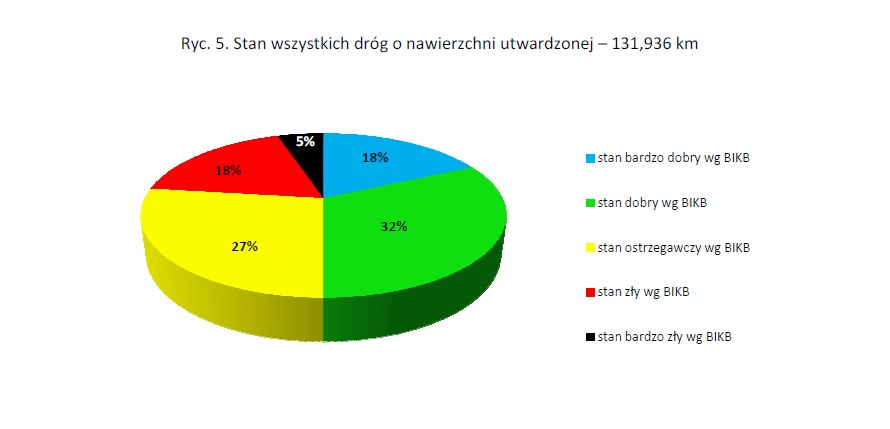 Ryc. 5. Stan wszystkich dróg o nawierzchni utwardzonej – 131,936 km
5%
18%
18%
32%
27%
stan bardzo dobry wg BIKB
stan dobry wg BIKB
stan ostrzegawczy wg BIKB
stan zły wg BIKB
stan bardzo zły wg BIKB